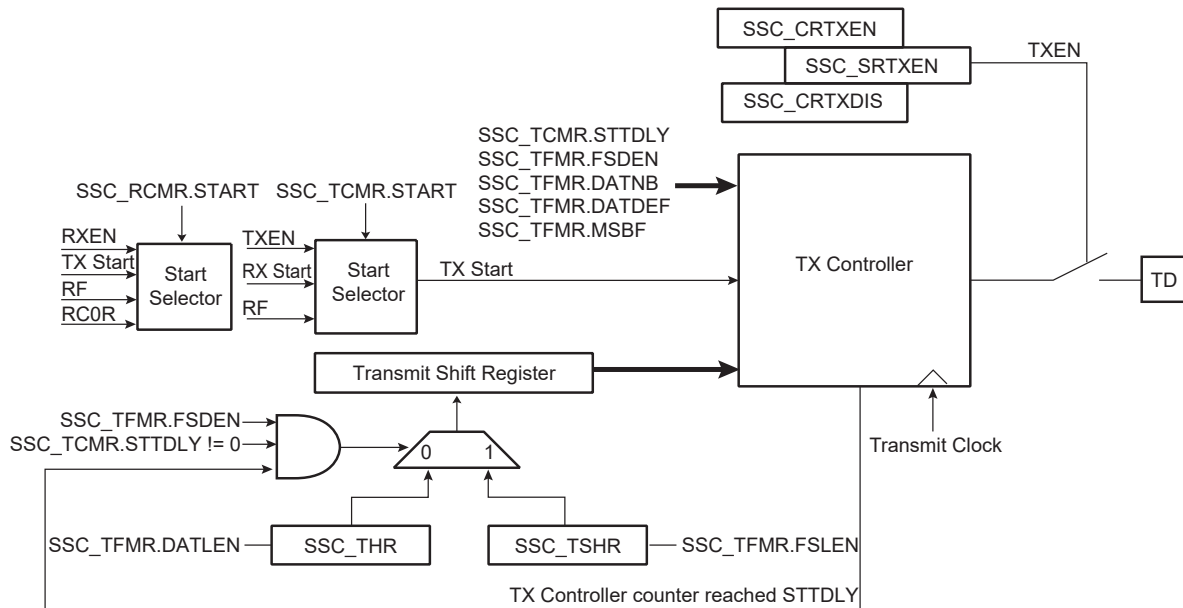 SSC_CRTXEN
SSC_SRTXEN
SSC_CRTXDIS
TXEN
SSC_TCMR.STTDLY
SSC_TFMR.FSDEN
SSC_TFMR.DATNB
SSC_TFMR.DATDEF
SSC_TFMR.MSBF
SSC_RCMR.START
SSC_TCMR.START
RXEN
TX Start
RF
RC0R
Start
Selector
TXEN
RX Start
RF
Start
Selector
TX Start
TX Controller
TD
Transmit Shift Register
Transmit Clock
SSC_TFMR.FSDEN
SSC_TCMR.STTDLY != 0
0 1
SSC_TFMR.DATLEN
SSC_THR
SSC_TSHR
SSC_TFMR.FSLEN
TX Controller counter reached STTDLY